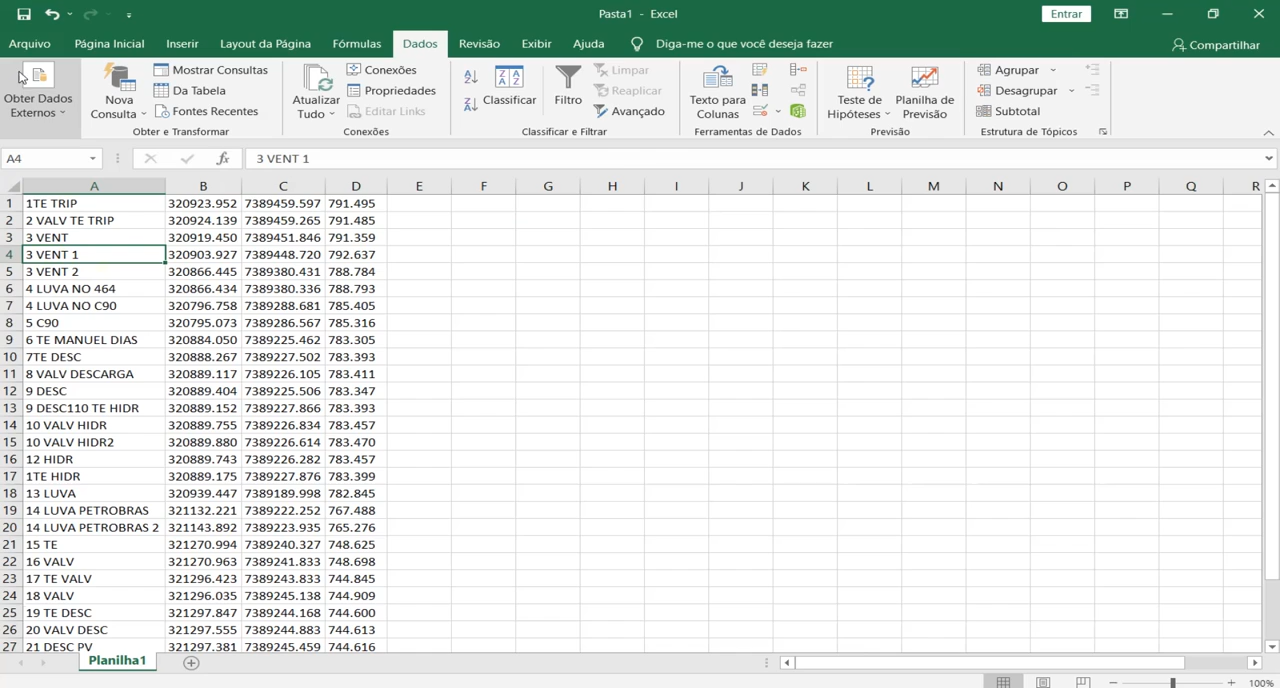 Pasta1 - Excel
Entrar
Arquivo Página Inicial Inserir Layout da Página Fórmulas Dados Revisão Exibir Ajuda Diga-me o que você deseja fazer Compartilhar
Obter Dados Externos
Nova Consulta
Mostrar Consultas
Da Tabela
Fontes Recentes
Obter e Transformar
Atualizar Tudo
Conexões
Propriedades
Editar Links
Conexões
Classificar
Filtro
Limpar
Reaplicar
Avançado
Classificar e Filtrar
Texto para Colunas
Ferramentas de Dados
Teste de Hipóteses
Planilha de Previsão
Previsão
Agrupar
Desagrupar
Subtotal
Estrutura de Tópicos
A4 fx 3 VENT 1
A B C D E F G H I J K L M N O P Q R
1 1TE TRIP 320923.952 7389459.597 791.495
2 2 VALV TE TRIP 320924.139 7389459.265 791.485
3 3 VENT 320919.450 7389451.846 791.359
4 3 VENT 1 320903.927 7389448.720 792.637
5 3 VENT 2 320866.445 7389380.431 788.784
6 4 LUVA NO 464 320866.434 7389380.336 788.793
7 4 LUVA NO C90 320796.758 7389288.681 785.405
8 5 C90 320795.073 7389286.567 785.316
9 6 TE MANUEL DIAS 320884.050 7389225.462 783.305
10 7TE DESC 320888.267 7389227.502 783.393
11 8 VALV DESCARGA 320889.117 7389226.105 783.411
12 9 DESC 320889.404 7389225.506 783.347
13 9 DESC110 TE HIDR 320889.152 7389227.866 783.393
14 10 VALV HIDR 320889.755 7389226.834 783.457
15 10 VALV HIDR2 320889.880 7389226.614 783.470
16 12 HIDR 320889.743 7389226.282 783.457
17 1TE HIDR 320889.175 7389227.876 783.399
18 13 LUVA 320939.447 7389189.998 782.845
19 14 LUVA PETROBRAS 321132.221 7389222.252 767.488
20 14 LUVA PETROBRAS 2 321143.892 7389223.935 765.276
21 15 TE 321270.994 7389240.327 748.625
22 16 VALV 321270.963 7389241.833 748.698
23 17 TE VALV 321296.423 7389243.833 744.845
24 18 VALV 321296.035 7389245.138 744.909
25 19 TE DESC 321297.847 7389244.168 744.600
26 20 VALV DESC 321297.555 7389244.883 744.613
27 21 DESC PV 321297.381 7389245.459 744.616
Planilha1
100%